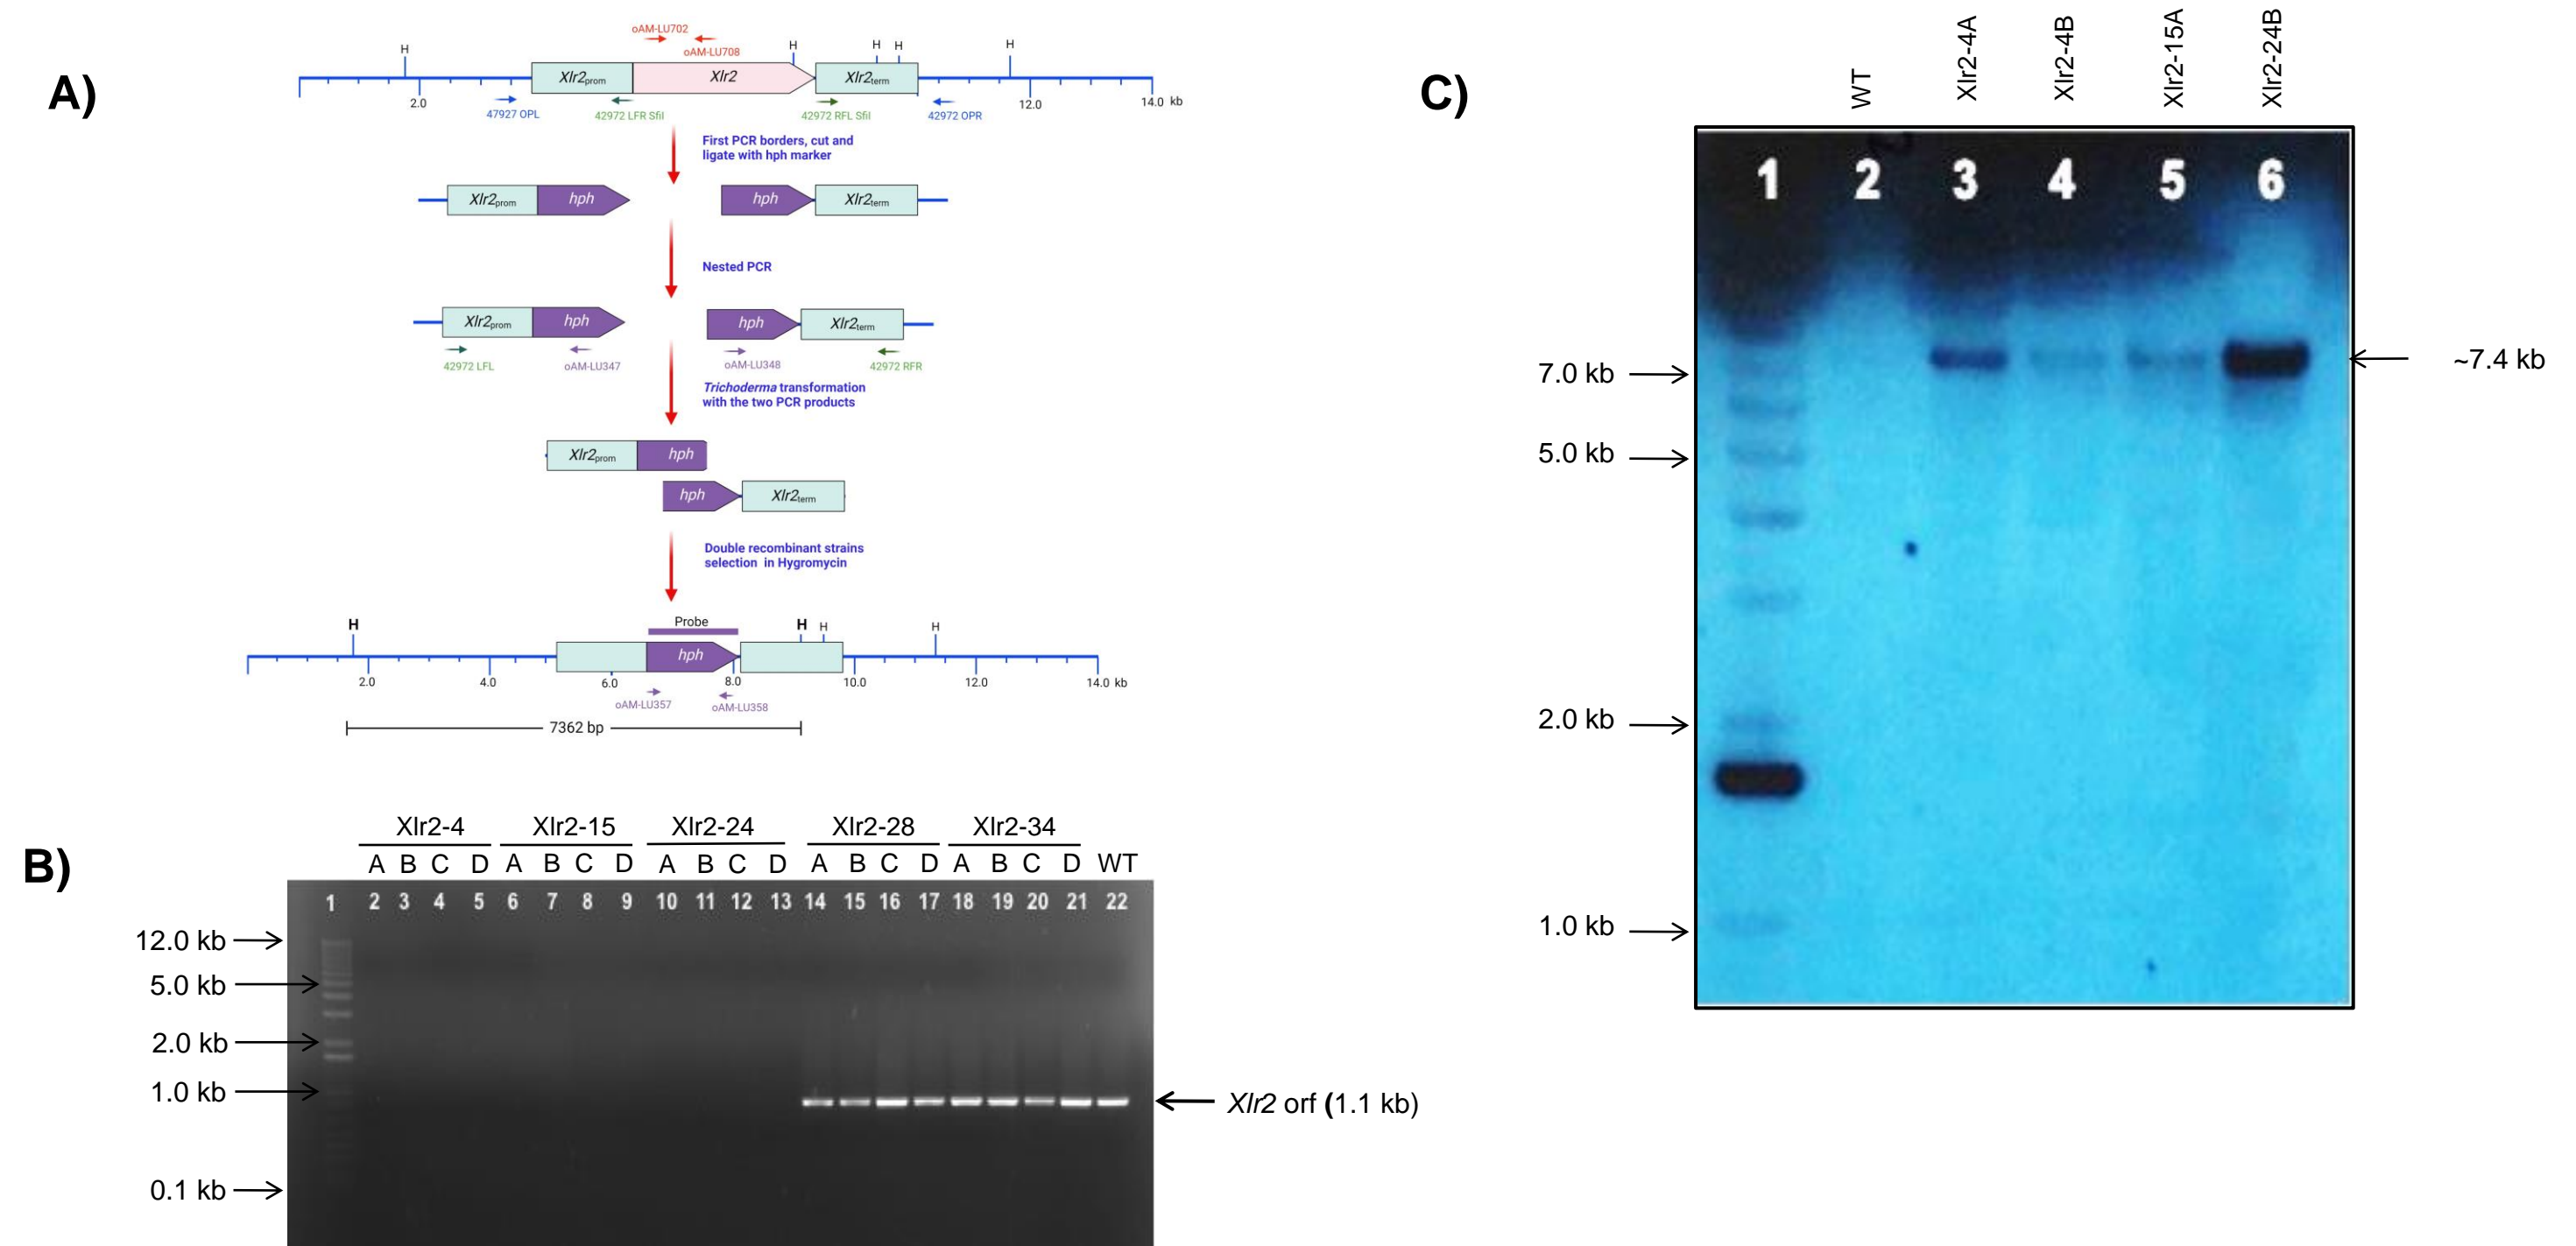 A)
oAM-LU702
oAM-LU708
H H H H H
Xlr2prom Xlr2 Xlr2term
2.0 12.0 14.0 kb
47927 OPL 42972 LFR SfiI 42972 RFL SfiI 42972 OPR
First PCR borders, cut and
ligate with hph marker
Xlr2prom hph hph Xlr2term
Nested PCR
Xlr2prom hph hph Xlr2term
42972 LFL oAM-LU347 oAM-LU348 42972 RFR
Trichoderma transformation
with the two PCR products
Xlr2prom hph
hph Xlr2term
Double recombinant strains
selection in Hygromycin
Probe
H H H H
hph
2.0 4.0 6.0 8.0 10.0 12.0 14.0 kb
oAM-LU357 oAM-LU358
7362 bp
B)
Xlr2-4 Xlr2-15 Xlr2-24 Xlr2-28 Xlr2-34
A B C D A B C D A B C D A B C D A B C D WT
1 2 3 4 5 6 7 8 9 10 11 12 13 14 15 16 17 18 19 20 21 22
12.0 kb
5.0 kb
2.0 kb
1.0 kb
0.1 kb
Xlr2 orf (1.1 kb)
C)
WT
Xlr2-4A
Xlr2-4B
Xlr2-15A
Xlr2-24B
1 2 3 4 5 6
7.0 kb
5.0 kb
2.0 kb
1.0 kb
~7.4 kb